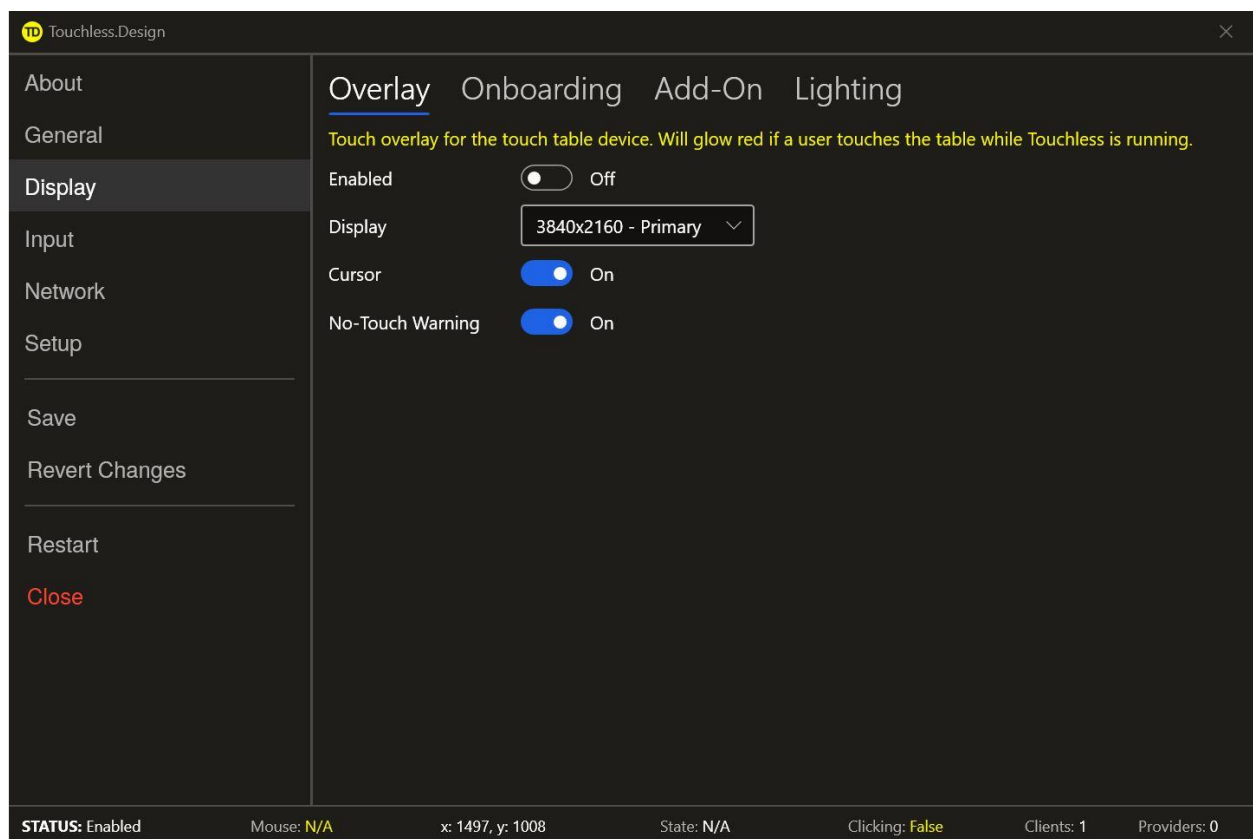 TD Touchless.Design
About
General
Display
Input
Network
Setup
Save
Revert Changes
Restart
Close
Overlay Onboarding Add-On Lighting
Touch overlay for the touch table device. Will glow red if a user touches the table while Touchless is running.
Enabled Off
Display 3840x2160 - Primary
Cursor On
No-Touch Warning On
STATUS: Enabled Mouse: N/A x: 1497, y: 1008 State: N/A Clicking: False Clients: 1 Providers: 0